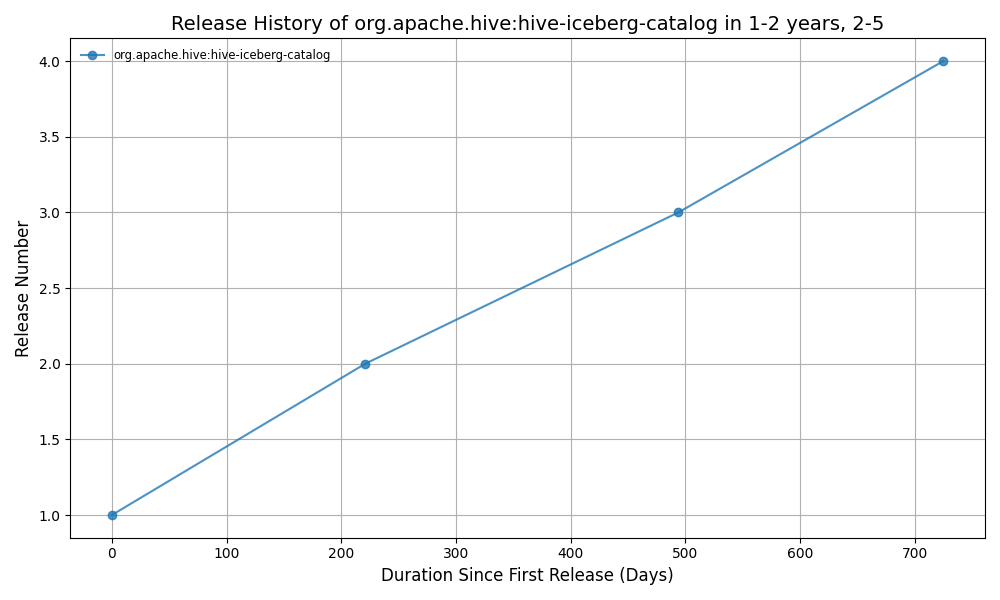 Release History of org.apache.hive:hive-iceberg-catalog in 1-2 years, 2-5
org.apache.hive:hive-iceberg-catalog
4.0
3.5
3.0
2.5
2.0
1.5
1.0
Release Number
0 100 200 300 400 500 600 700
Duration Since First Release (Days)